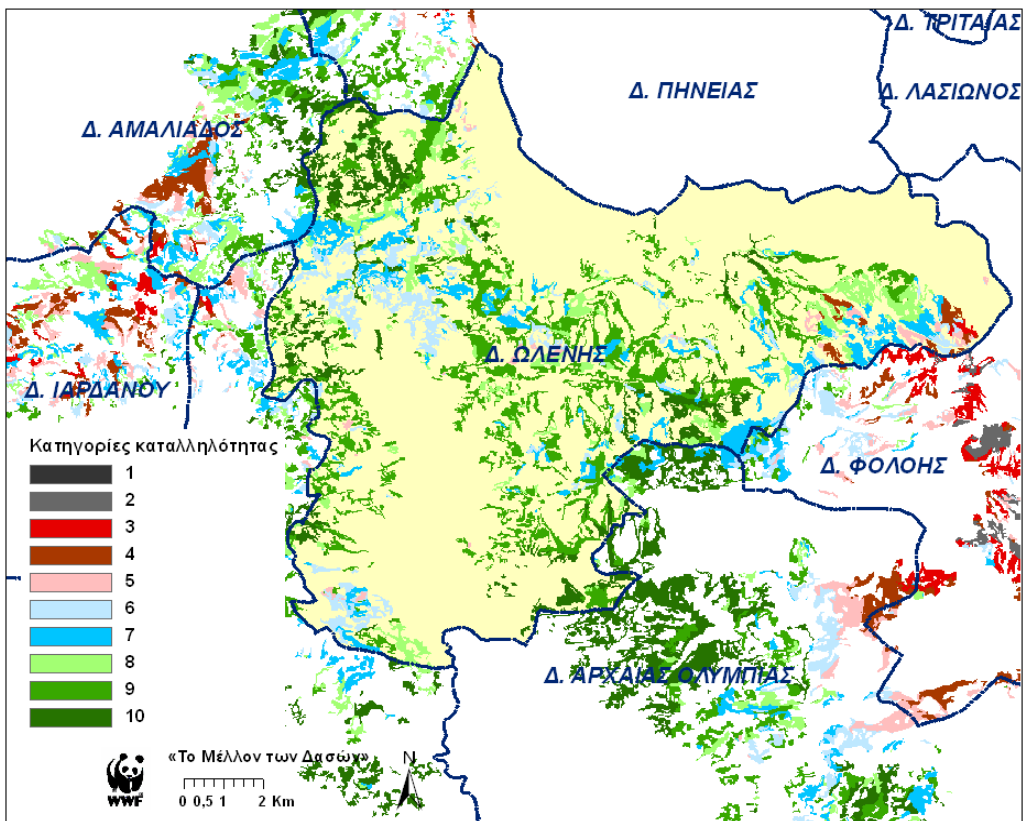 Δ. ΤΡΙΤΑΙΑΣ
Δ. ΠΗΝΕΙΑΣ
Δ. ΛΑΣΙΩΝΟΣ
Δ. ΑΜΑΛΙΑΔΟΣ
Δ. ΩΛΕΝΗΣ
Δ. ΙΑΡΔΑΝΟΥ
Δ. ΦΟΛΟΗΣ
Δ. ΑΡΧΑΙΑΣ ΟΛΥΜΠΙΑΣ
Κατηγορίες καταλληλότητας
1
2
3
4
5
6
7
8
9
10
«Το Μέλλον των Δασών»
N
0 0,5 1 2 Km
WWF